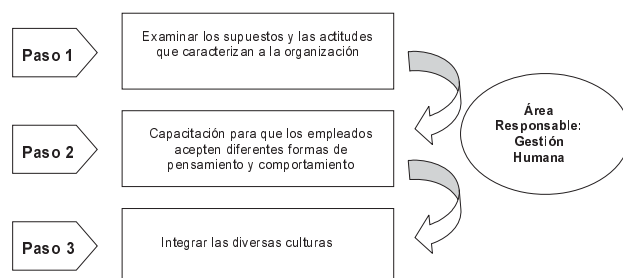 Paso 1
Examinar los supuestos y las actitudes
que caracterizan a la organización
Paso 2
Capacitación para que los empleados
acepten diferentes formas de
pensamiento y comportamiento
Área
Responsable:
Gestión
Humana
Paso 3
Integrar las diversas culturas